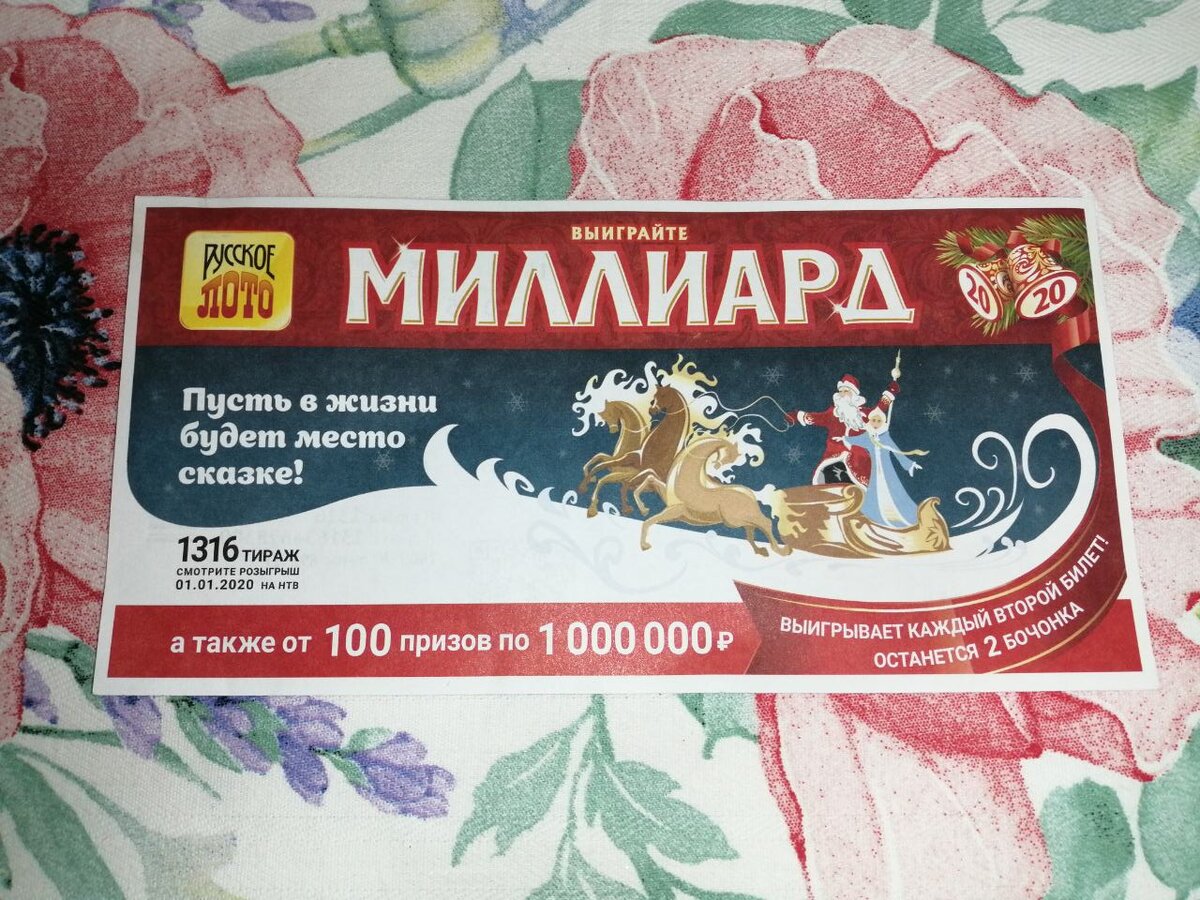 РУССКОЕ
ЛОТО
ВЫИГРАЙТЕ
МИЛЛИАРД
20
20
Пусть в жизни
будет место
сказке!
1316 ТИРАЖ
СМОТРИТЕ РОЗЫГРЫШ
01.01.2020 НА НТВ
а также от 100 призов по 1 000 000 ₽
ВЫИГРЫВАЕТ КАЖДЫЙ ВТОРОЙ БИЛЕТ!
ОСТАНЕТСЯ 2 БОЧОНКА